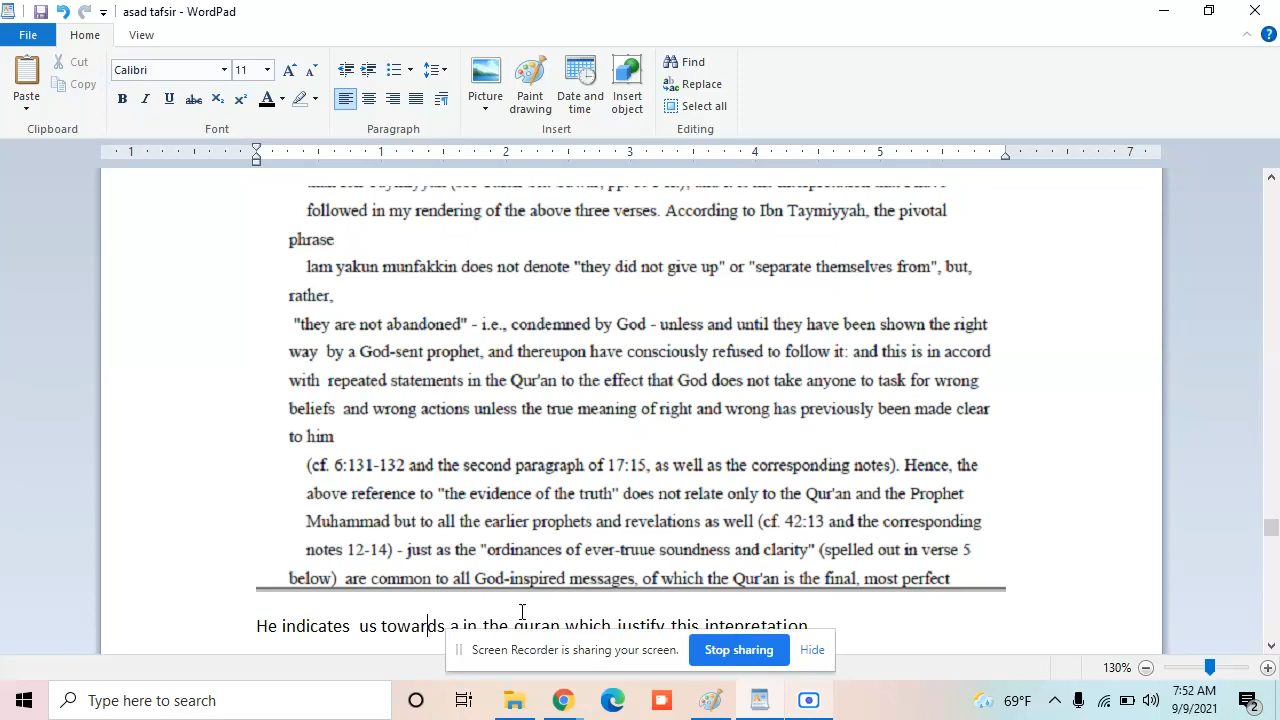 asad tafsir - WordPad
File Home View
Paste
Cut
Copy
Clipboard
Calibri 11
Font
Paragraph
Picture
Paint drawing
Date and time
Insert object
Insert
Find
Replace
Select all
Editing
1 1 2 3 4 5 7
followed in my rendering of the above three verses. According to Ibn Taymiyyah, the pivotal
phrase
lam yakun munfakkin does not denote "they did not give up" or "separate themselves from", but,
rather,
"they are not abandoned" - i.e., condemned by God - unless and until they have been shown the right
way by a God-sent prophet, and thereupon have consciously refused to follow it: and this is in accord
with repeated statements in the Qur'an to the effect that God does not take anyone to task for wrong
beliefs and wrong actions unless the true meaning of right and wrong has previously been made clear
to him
(cf. 6:131-132 and the second paragraph of 17:15, as well as the corresponding notes). Hence, the
above reference to "the evidence of the truth" does not relate only to the Qur'an and the Prophet
Muhammad but to all the earlier prophets and revelations as well (cf. 42:13 and the corresponding
notes 12-14) - just as the "ordinances of ever-truue soundness and clarity" (spelled out in verse 5
below) are common to all God-inspired messages, of which the Qur'an is the final, most perfect
He indicates us towards a in the quran which justify this intepretation
Screen Recorder is sharing your screen. Stop sharing Hide
130%
Type here to search
69°F
7:52 AM
9/9/2021
2